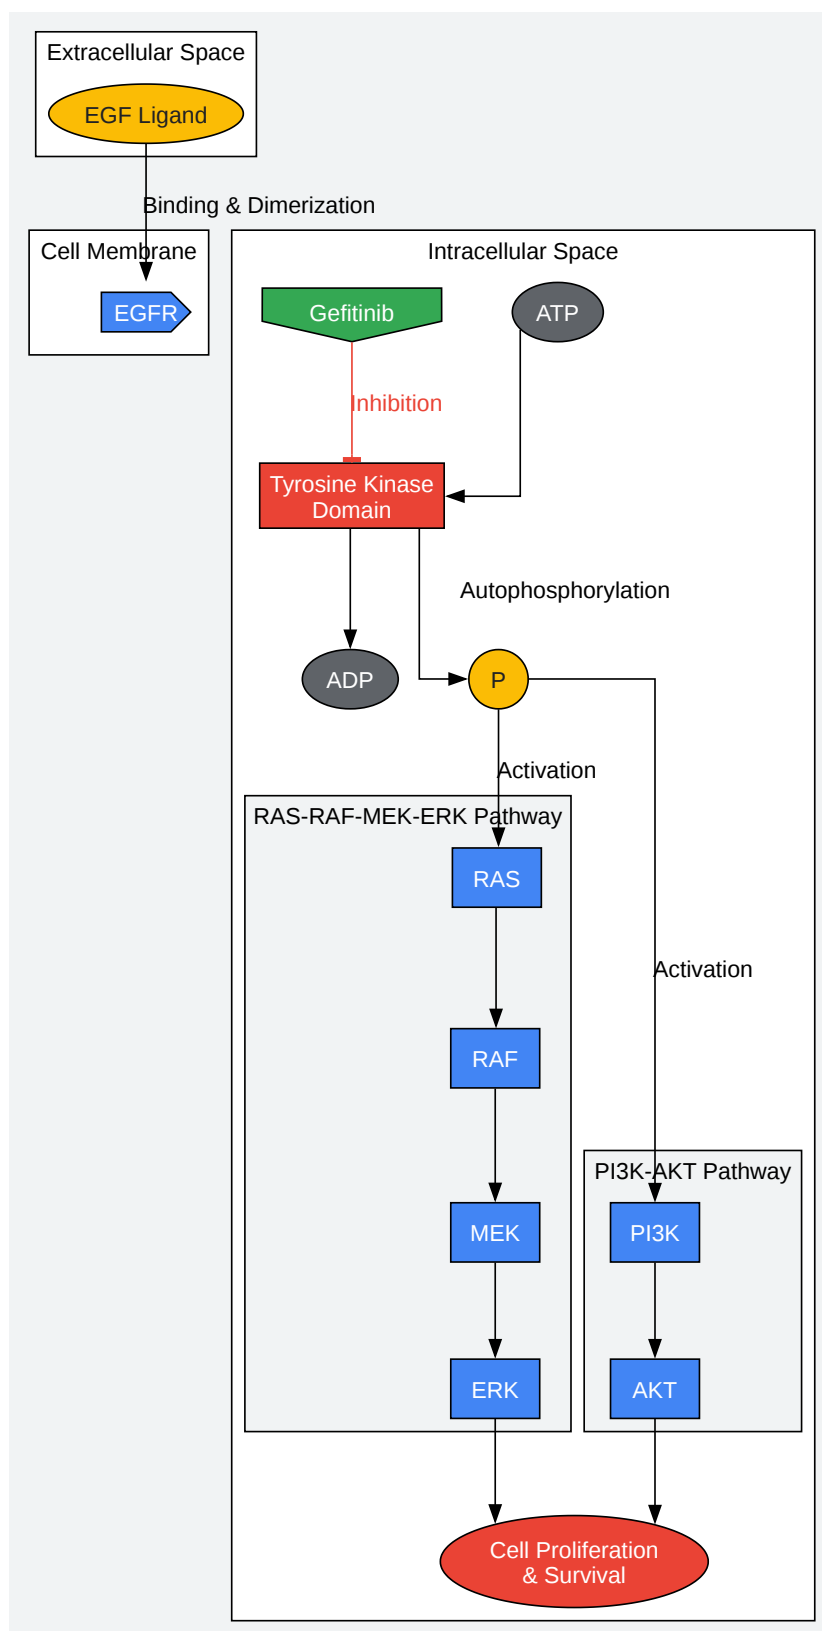 Extracellular Space
EGF Ligand
Binding & Dimerization
Cell Membrane
EGFR
Intracellular Space
Gefitinib
ATP
Inhibition
Tyrosine Kinase
Domain
Autophosphorylation
ADP
P
Activation
RAS-RAF-MEK-ERK Pathway
RAS
Activation
RAF
PI3K-AKT Pathway
MEK
PI3K
ERK
AKT
Cell Proliferation
& Survival